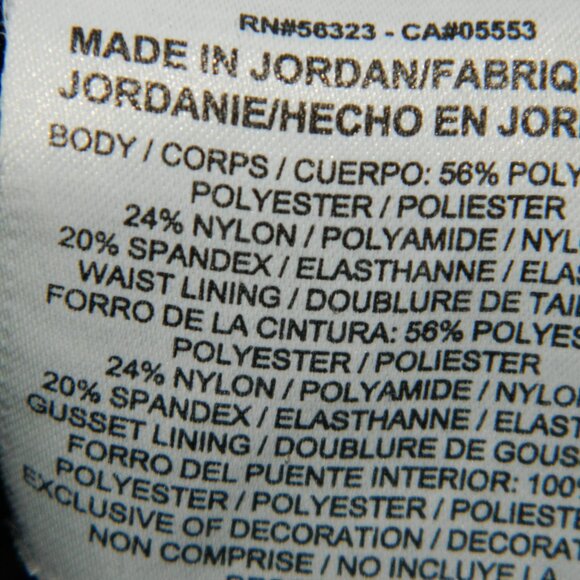 RN#56323 - CA#05553
MADE IN JORDAN/FABRIQ
JORDANIE/HECHO EN JOR
BODY / CORPS / CUERPO: 56% POLY
POLYESTER / POLIESTER
24% NYLON / POLYAMIDE / NYL
20% SPANDEX / ELASTHANNE / ELAS
WAIST LINING / DOUBLURE DE TAI
FORRO DE LA CINTURA: 56% POLYES
POLYESTER / POLIESTER
24% NYLON / POLYAMIDE / NYLO
20% SPANDEX / ELASTHANNE / ELAST
GUSSET LINING / DOUBLURE DE GOUSS
FORRO DEL PUENTE INTERIOR: 100%
POLYESTER / POLYESTER / POLIESTE
EXCLUSIVE OF DECORATION / DECORAT
NON COMPRISE / NO INCLUYE LA